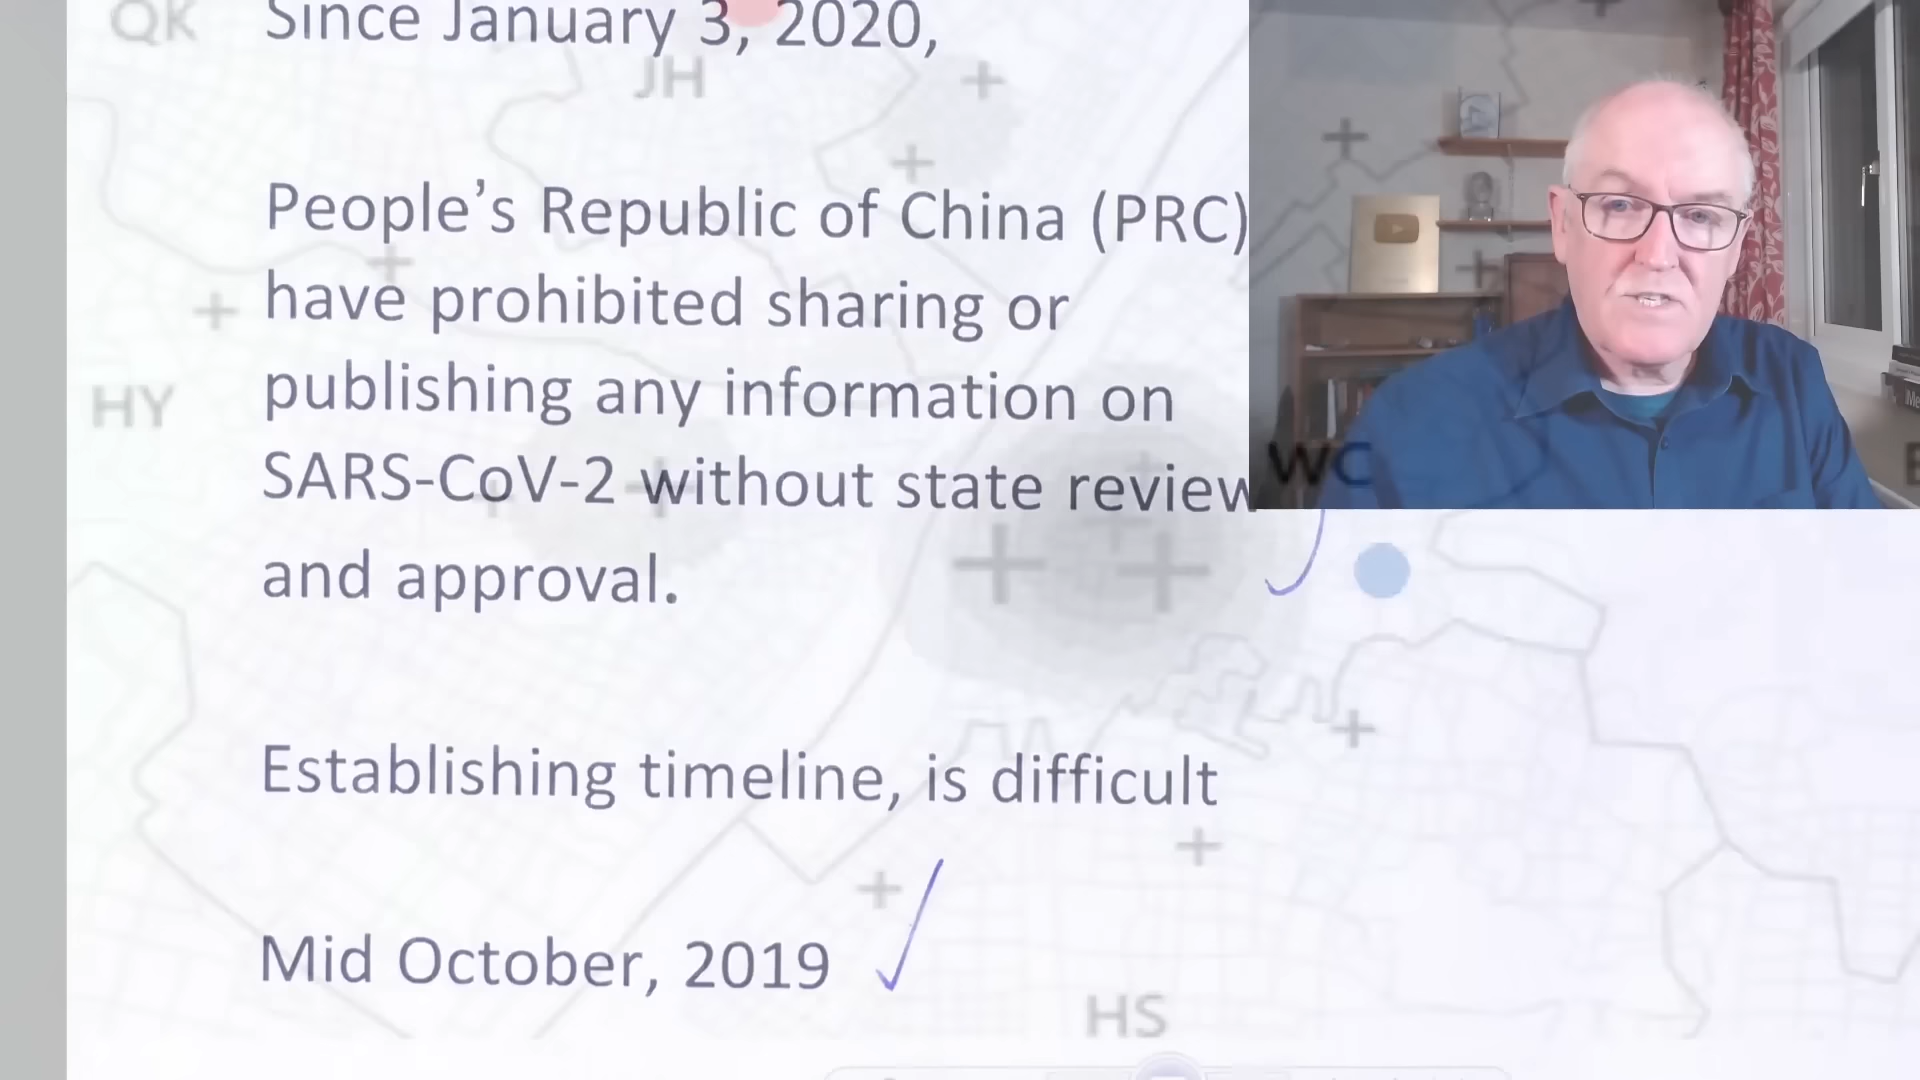 QK
Since January 3, 2020,
JH
People’s Republic of China (PRC)
have prohibited sharing or
HY
publishing any information on
SARS-CoV-2 without state review
WC
and approval.
Establishing timeline, is difficult
Mid October, 2019
HS